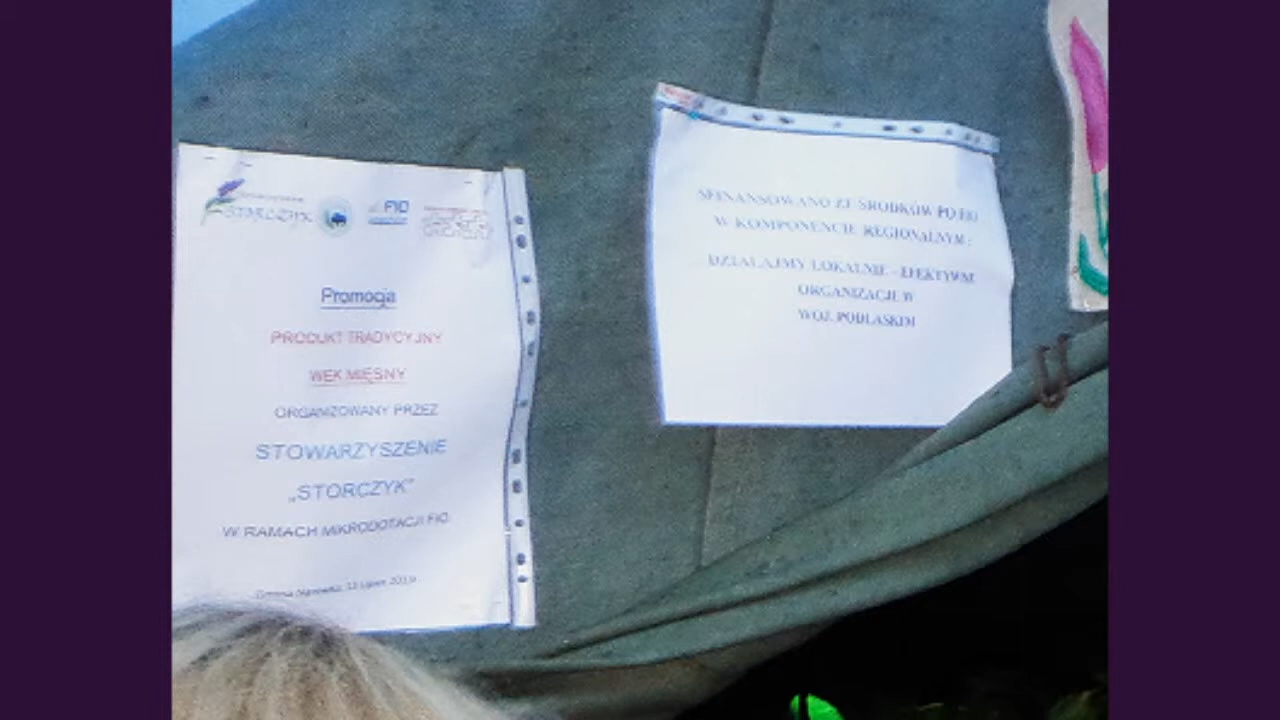 STORCZYK
FIO
Promocja
PRODUKT TRADYCYJNY
WEK MIĘSNY
ORGANIZOWANY PRZEZ
STOWARZYSZENIE
„STORCZYK"
W RAMACH MIKRODOTACJI FIO
SFINANSOWANO ZE ŚRODKÓW PO FIO
W KOMPONENCIE REGIONALNYM:
DZIAŁAJMY LOKALNIE - EFEKTYWNE
ORGANIZACJE W
WOJ. PODLASKIM